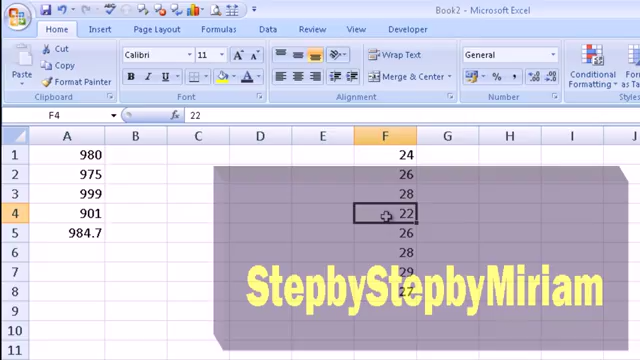 Book2 - Microsoft Excel
Home Insert Page Layout Formulas Data Review View Developer
Paste Cut Copy Format Painter Clipboard
Calibri 11 A A B I U A Font
Wrap Text Merge & Center Alignment
General $ % , .0 .00 Number
Conditional Formatting
F4 fx 22
A B C D E F G H I J
1 980 24
2 975 26
3 999 28
4 901 22
5 984.7 26
6 28
7 29
8 27
9
10
11
StepbyStepbyMiriam